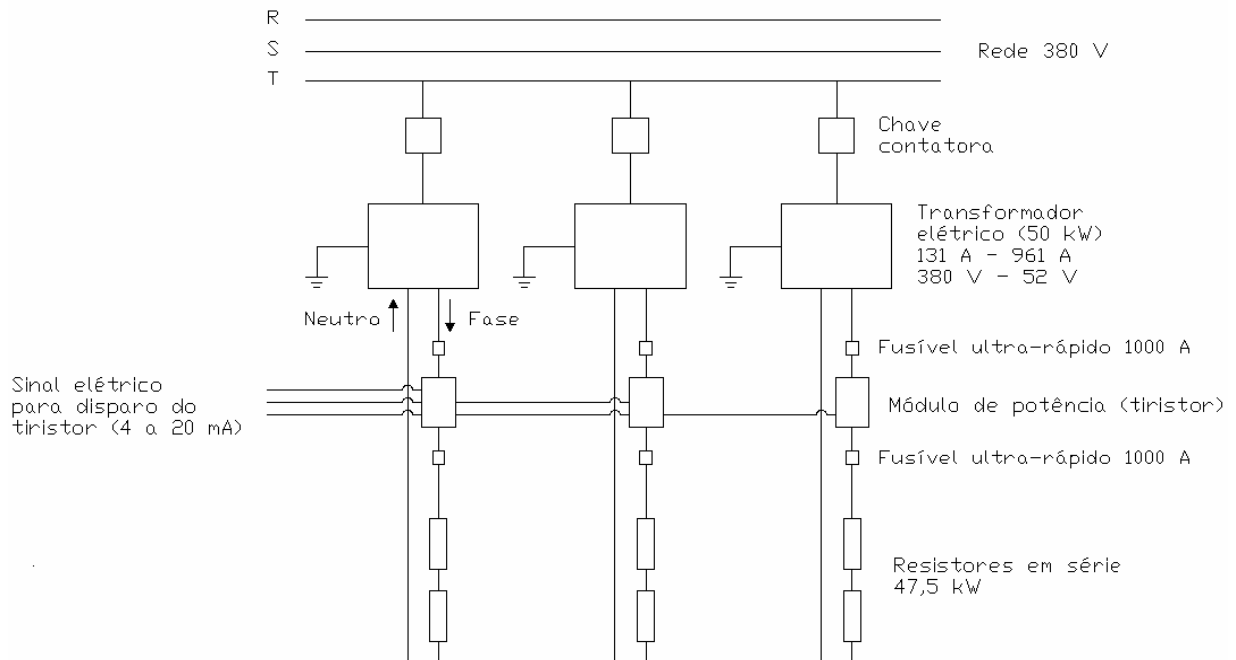 R
S
T
Rede 380 V
Chave
contatora
Transformador
elétrico (50 kW)
131 A - 961 A
380 V - 52 V
Neutro
Fase
Fusível ultra-rápido 1000 A
Sinal elétrico
para disparo do
tiristor (4 a 20 mA)
Módulo de potência (tiristor)
Fusível ultra-rápido 1000 A
Resistores em série
47,5 kW